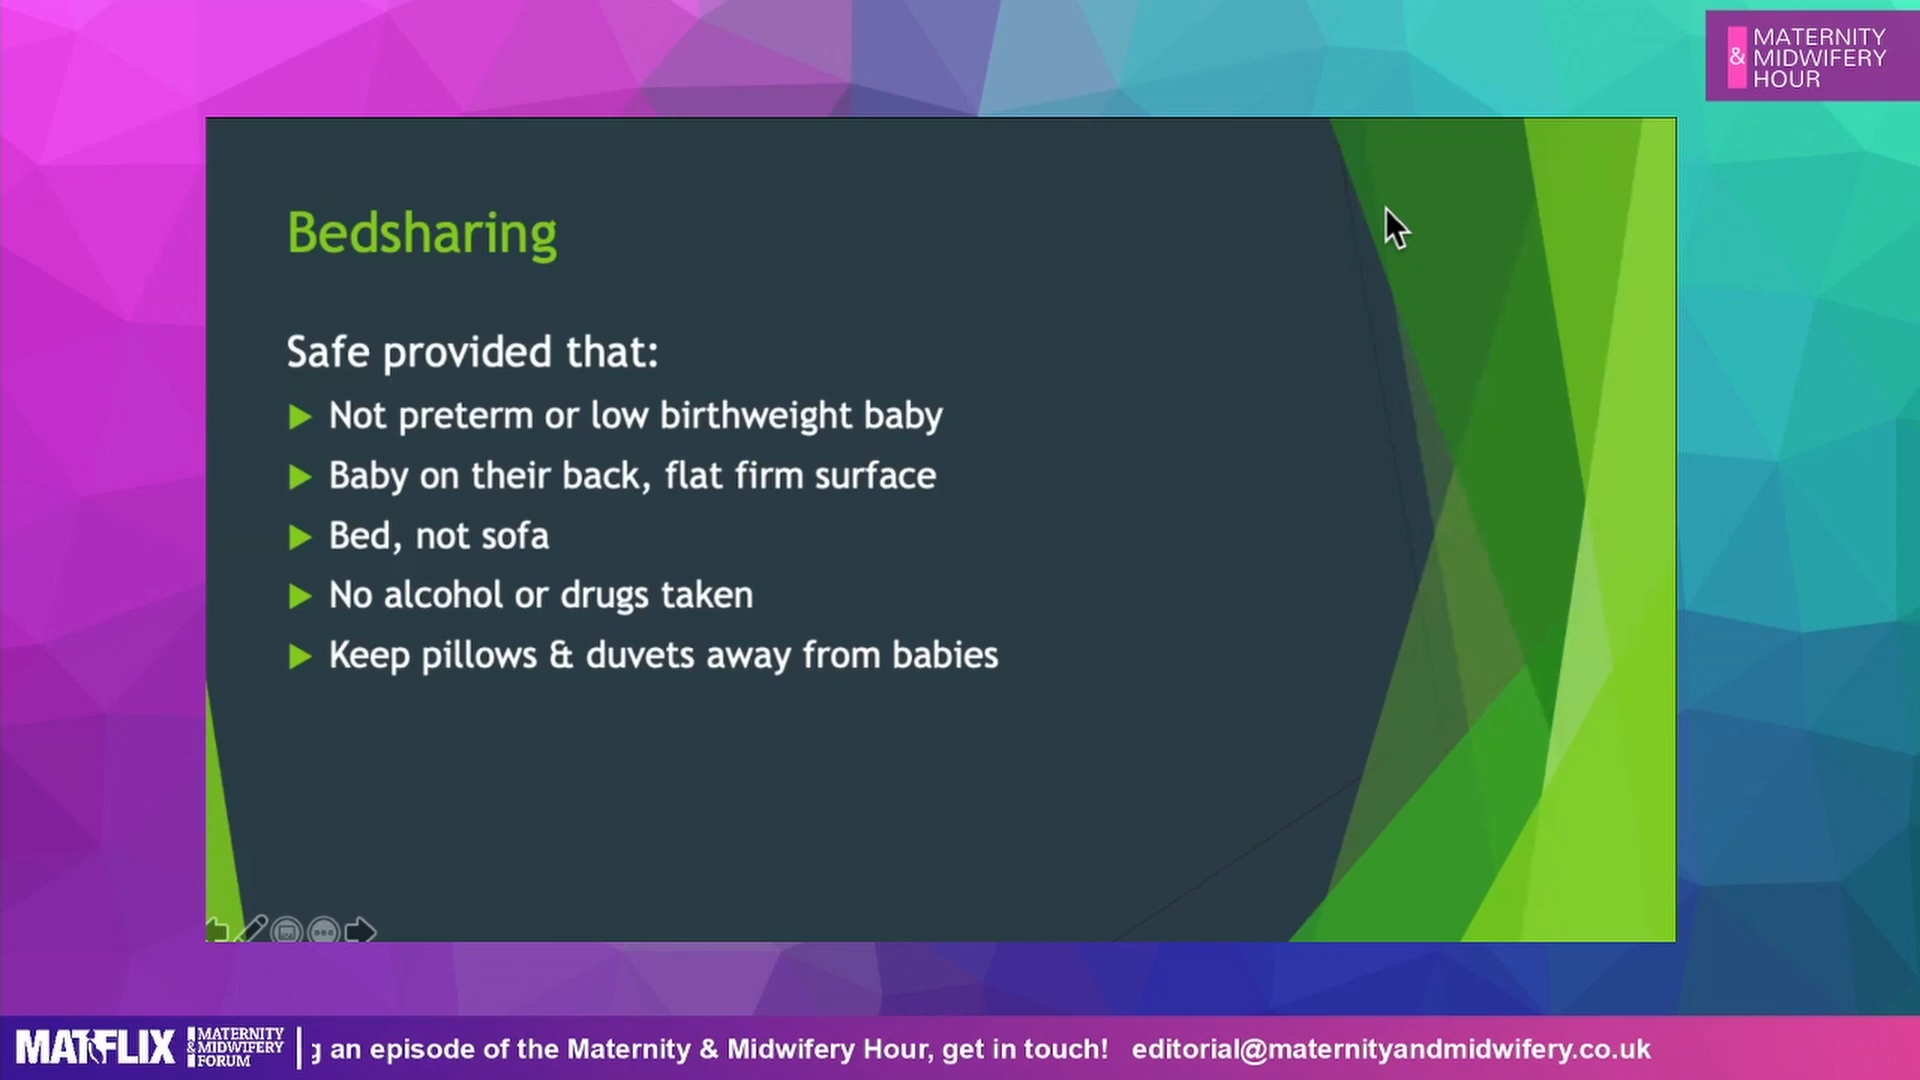 MATERNITY
& MIDWIFERY
HOUR
Bedsharing
Safe provided that:
Not preterm or low birthweight baby
Baby on their back, flat firm surface
Bed, not sofa
No alcohol or drugs taken
Keep pillows & duvets away from babies
MATFLIX
MATERNITY
& MIDWIFERY
FORUM
g an episode of the Maternity & Midwifery Hour, get in touch! editorial@maternityandmidwifery.co.uk